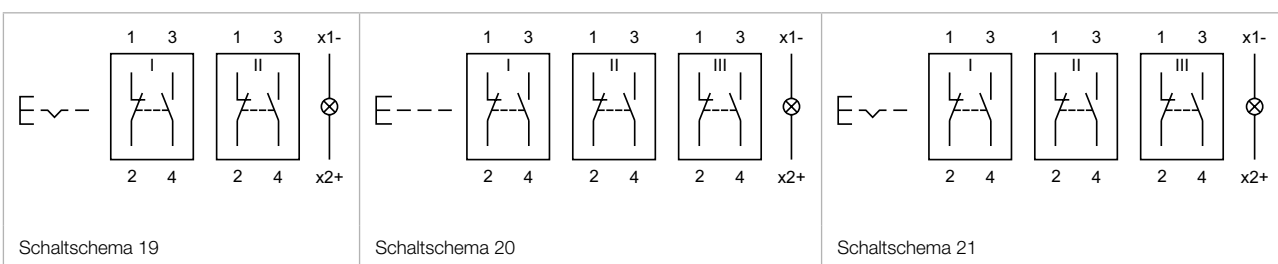 1 3 1 3 x1- 1 3 1 3 1 3 x1- 1 3 1 3 1 3 x1-
I II I II III I II III
2 4 2 4 x2+ 2 4 2 4 2 4 x2+ 2 4 2 4 2 4 x2+
Schaltschema 19 Schaltschema 20 Schaltschema 21